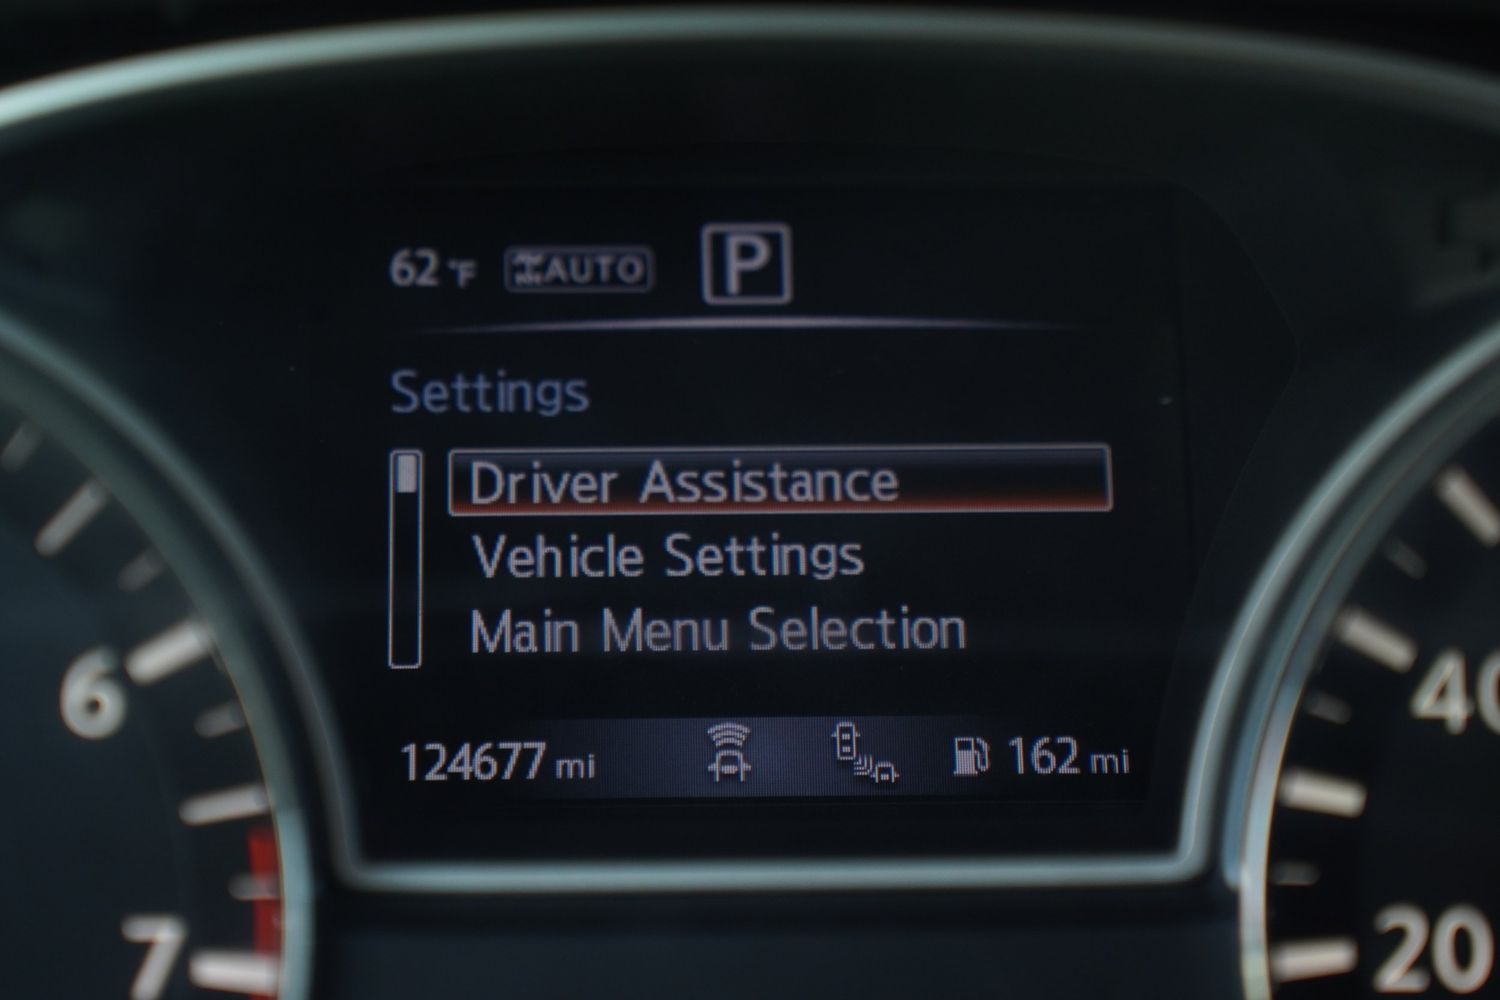 62 °F AUTO P
Settings
Driver Assistance
Vehicle Settings
Main Menu Selection
124677 mi 162 mi
6
7
40
20